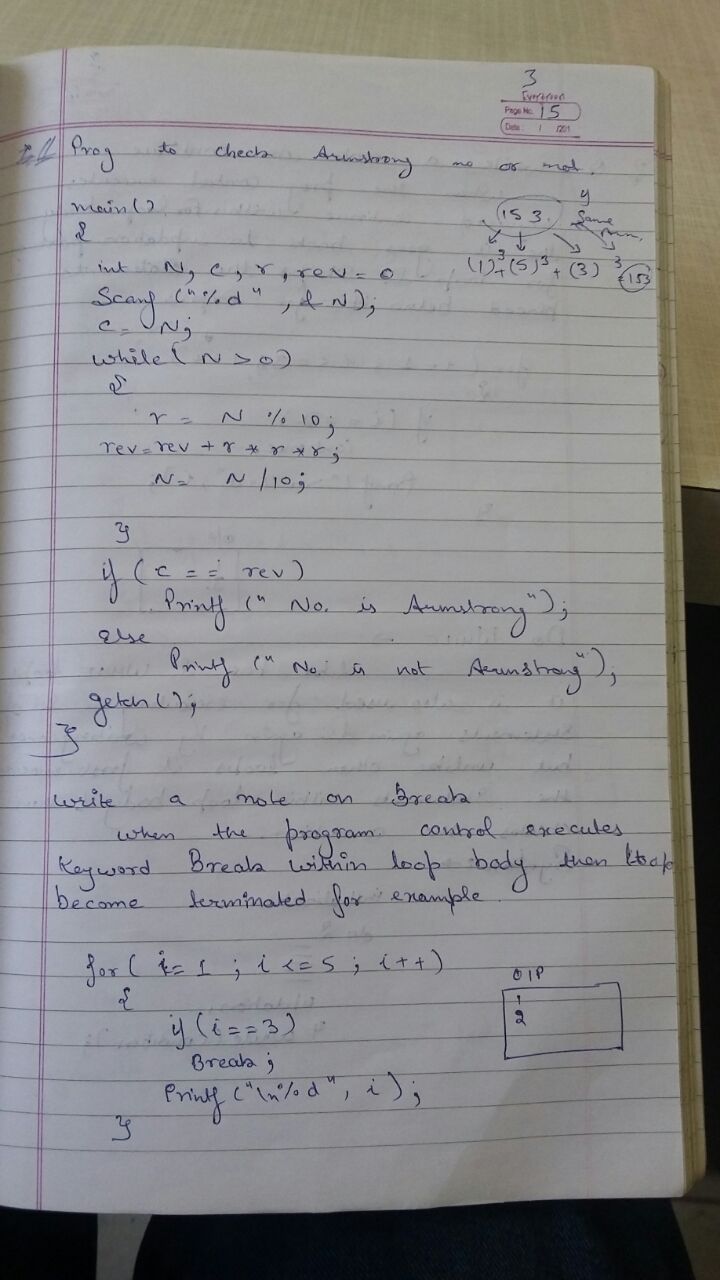 3
Evergreen
Page No. 15
Date: / /201
Prog to check Armstrong no or not.
main()
{
int N, c, r, rev = 0
Scanf ("%d", & N);
c = N;
while ( N > 0)
{
r = N % 10;
rev = rev + r * r * r;
N = N /10;
}
if (c == rev)
Printf (" No. is Armstrong");
else
Printf (" No. is not Armstrong");
getch ();
}
153. if Same num.
(1)³+(5)³ + (3)³ = 153
write a note on Break
when the program control executes
Keyword Break within loop body then loop
become terminated for example.
for ( i= 1 ; i <= 5 ; i ++)
{
if (i == 3)
Break ;
Printf ("\n%d", i );
}
O/P
1
2